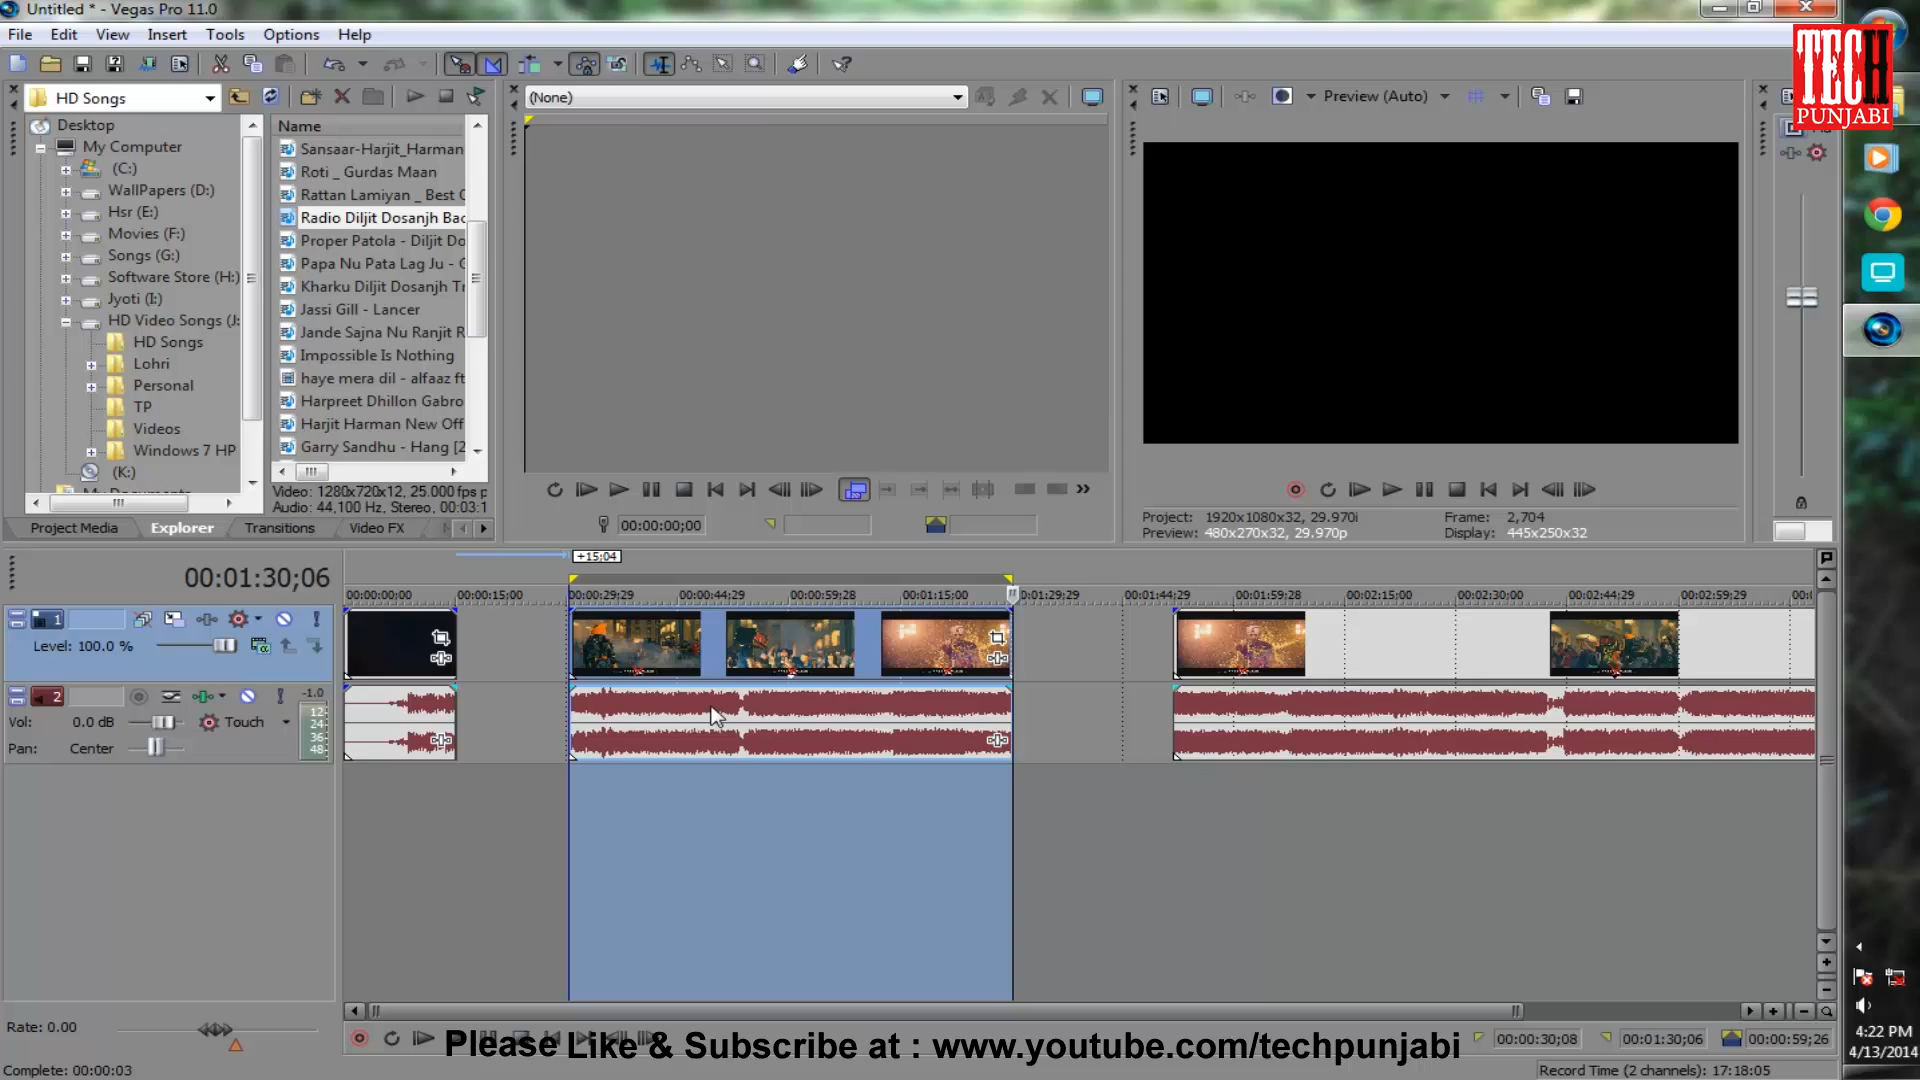 Untitled * - Vegas Pro 11.0
File Edit View Insert Tools Options Help
TECH
PUNJABI
HD Songs
(None)
Preview (Auto)
Desktop
My Computer
(C:)
WallPapers (D:)
Hsr (E:)
Movies (F:)
Songs (G:)
Software Store (H:)
Jyoti (I:)
HD Video Songs (J:
HD Songs
Lohri
Personal
TP
Videos
Windows 7 HP
(K:)
My Documents
Name
Sansaar-Harjit_Harman
Roti _ Gurdas Maan
Rattan Lamiyan _ Best
Radio Diljit Dosanjh Bac
Proper Patola - Diljit Do
Papa Nu Pata Lag Ju -
Kharku Diljit Dosanjh Tr
Jassi Gill - Lancer
Jande Sajna Nu Ranjit R
Impossible Is Nothing
haye mera dil - alfaaz ft
Harpreet Dhillon Gabro
Harjit Harman New Off
Garry Sandhu - Hang [2
Video: 1280x720x12, 25.000 fps p
Audio: 44,100 Hz, Stereo, 00:03:1
Project Media Explorer Transitions Video FX
00:00:00;00
Project: 1920x1080x32, 29.970i
Preview: 480x270x32, 29.970p
Frame: 2,704
Display: 445x250x32
+15;04
00:01:30;06
00:00:00;00 00:00:15;00 00:00:29;29 00:00:44;29 00:00:59;28 00:01:15;00 0:01:29;29 00:01:44;29 00:01:59;28 00:02:15;00 00:02:30;00 00:02:44;29 00:02:59;29 00:0
1
Level: 100.0 %
2
-1.0
12
24
36
48
Vol: 0.0 dB Touch
Pan: Center
Rate: 0.00
Please Like & Subscribe at : www.youtube.com/techpunjabi
00:00:30;08 00:01:30;06 00:00:59;26
Complete: 00:00:03
Record Time (2 channels): 17:18:05
4:22 PM
4/13/2014